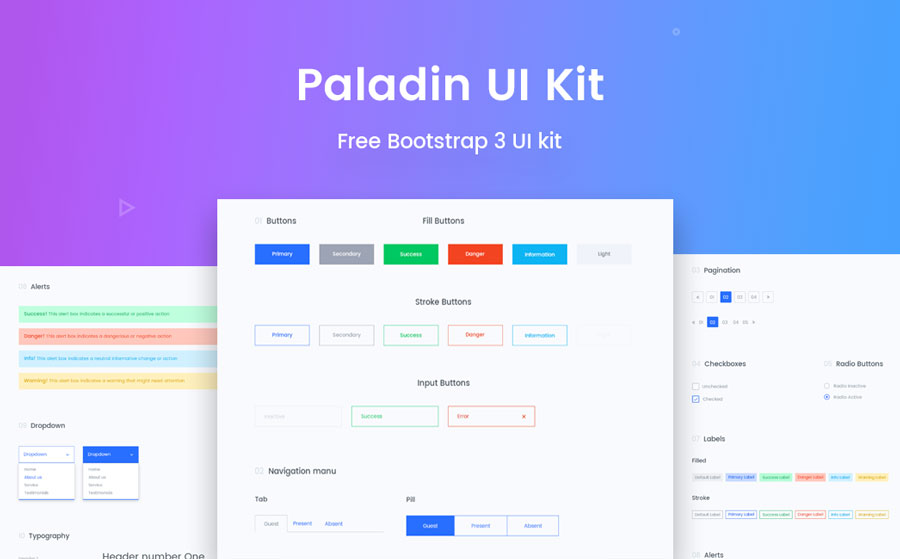 Paladin UI Kit
Free Bootstrap 3 UI kit
08 Alerts
Success! This alert box indicates a successful or positive action
Danger! This alert box indicates a dangerous or negative action
Info! This alert box indicates a neutral informative change or action
Warning! This alert box indicates a warning that might need attention
09 Dropdown
Dropdown
Dropdown
Home
About us
Service
Testimonials
Home
About us
Service
Testimonials
10 Typography
Header number One
01 Buttons
Fill Buttons
Primary
Secondary
Success
Danger
Information
Light
Stroke Buttons
Primary
Secondary
Success
Danger
Information
Input Buttons
Inactive
Success
Error ×
02 Navigation manu
Tab
Guest Present Absent
Pil
Guest Present Absent
03 Pagination
« 01 02 03 04 »
< 01 02 03 04 05 >
04 Checkboxes
Unchecked
Checked
05 Radio Buttons
Radio Inactive
Radio Active
07 Labels
Filled
Default Label Primary Label Success Label Danger Label Info Label Warning Label
Stroke
Default Label Primary Label Success Label Danger Label Info Label Warning Label
08 Alerts